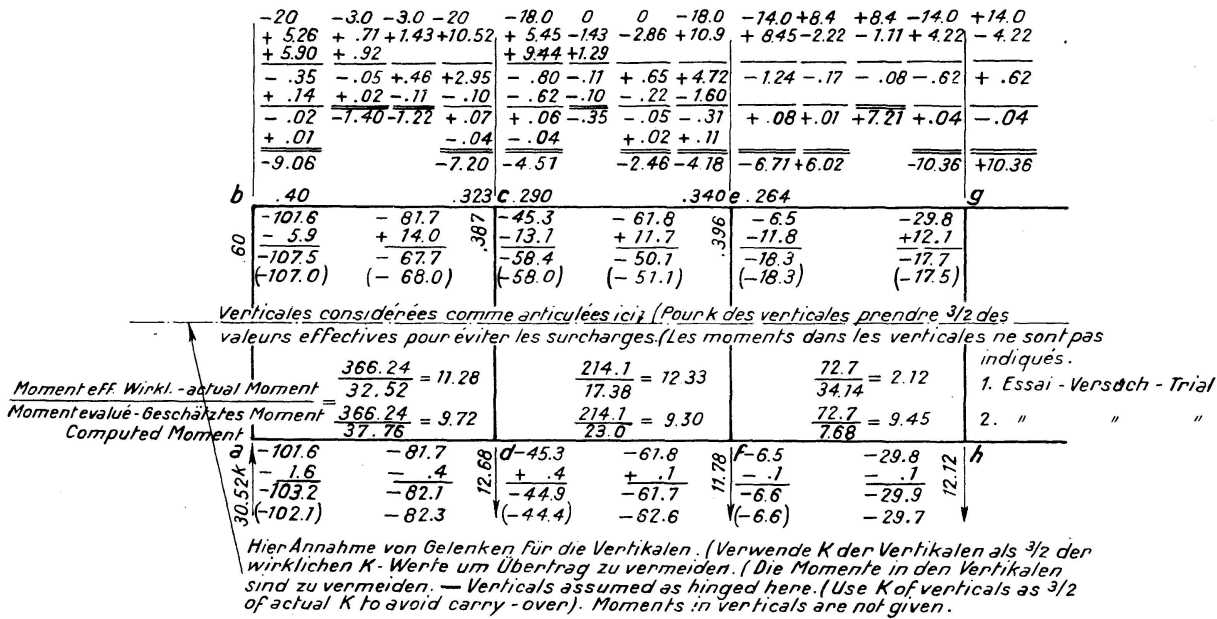 -20 -3.0 -3.0 -20 -18.0 0 0 -18.0 -14.0 +8.4 +8.4 -14.0 +14.0
+ 5.26 + .71 +1.43 +10.52 + 5.45 -1.43 -2.86 +10.9 + 8.45 -2.22 -1.11 + 4.22 - 4.22
+ 5.90 + .92 + 9.44 +1.29
- .35 -.05 +.46 +2.95 - .80 -.11 + .65 +4.72 -1.24 -.17 - .08 -.62 + .62
+ .14 +.02 -.11 - .10 - .62 -.10 - .22 -1.60
- .02 -1.40 -1.22 + .07 + .06 -.35 - .05 - .31 + .08 +.01 +7.21 +.04 -.04
+ .01 -.04 -.04 +.02 + .11
-9.06 -7.20 -4.51 -2.46 -4.18 -6.71 +6.02 -10.36 +10.36
b .40 .323 c .290 .340 e .264 g
-101.6 - 81.7 -45.3 - 61.8 -6.5 -29.8
60 - 5.9 + 14.0 .387 -13.1 + 11.7 .396 -11.8 +12.1
-107.5 - 67.7 -58.4 - 50.1 -18.3 -17.7
(-107.0) (- 68.0) (-58.0) (-51.1) (-18.3) (-17.5)
Verticales considérées comme articulées ici; (Pour k des verticales prendre 3/2 des
valeurs effectives pour éviter les surcharges. (Les moments dans les verticales ne sont pas
indiqués.
Moment eff. Wirkl. - actual Moment 366.24 / 32.52 = 11.28 214.1 / 17.38 = 12.33 72.7 / 34.14 = 2.12 1. Essai - Versuch - Trial
Moment evalué - Geschätztes Moment = 366.24 / 37.76 = 9.72 214.1 / 23.0 = 9.30 72.7 / 7.68 = 9.45 2. " " "
Computed Moment
a -101.6 -81.7 d -45.3 -61.8 f -6.5 -29.8 h
30.52k - 1.6 - .4 12.68 + .4 + .1 11.78 - .1 - .1 12.12
-103.2 -82.1 -44.9 -61.7 -6.6 -29.9
(-102.1) -82.3 (-44.4) -62.6 (-6.6) -29.7
Hier Annahme von Gelenken für die Vertikalen. (Verwende K der Vertikalen als 3/2 der
wirklichen K-Werte um Übertrag zu vermeiden. (Die Momente in den Vertikalen
sind zu vermeiden. — Verticals assumed as hinged here. (Use K of verticals as 3/2
of actual K to avoid carry-over). Moments in verticals are not given.